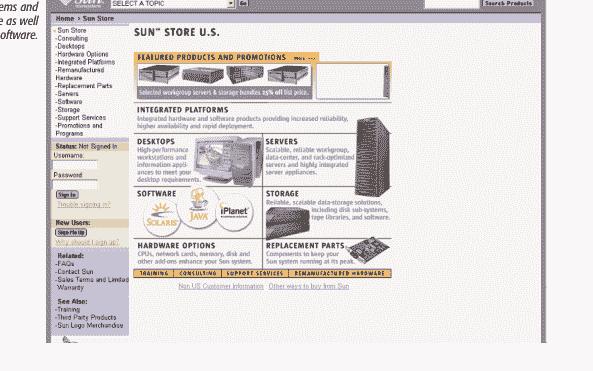 ems and
e as well
oftware.
Sun
SELECT A TOPIC
Go
Search Products
Home > Sun Store
- Sun Store
-Consulting
-Desktops
-Hardware Options
-Integrated Platforms
-Remanufactured
Hardware
-Replacement Parts
-Servers
-Software
-Storage
-Support Services
-Promotions and
Programs
Status: Not Signed In
Username:
Password
Sign In
Trouble signing in?
New Users:
Sign Me Up
Why should I sign up?
Related:
-FAQs
-Contact Sun
-Sales Terms and Limited
Warranty
See Also:
-Training
-Third Party Products
-Sun Logo Merchandise
SUN™ STORE U.S.
FEATURED PRODUCTS AND PROMOTIONS More
Selected workgroup servers & storage bundles 25% off list price.
INTEGRATED PLATFORMS
Integrated hardware and software products providing increased reliability,
higher availability and rapid deployment.
DESKTOPS
High-performance
workstations and
information appli-
ances to meet your
desktop requirements.
SERVERS
Scalable, reliable workgroup,
data-center, and rack-optimized
servers and highly integrated
server appliances.
SOFTWARE
SOLARIS
JAVA
iPlanet
STORAGE
Reliable, scalable data-storage solutions,
including disk sub-systems,
tape libraries, and software.
HARDWARE OPTIONS
CPUs, network cards, memory, disk and
other add-ons enhance your Sun system.
REPLACEMENT PARTS
Components to keep your
Sun system running at its peak.
TRAINING | CONSULTING | SUPPORT SERVICES | REMANUFACTURED HARDWARE
Non US Customer Information Other ways to buy from Sun